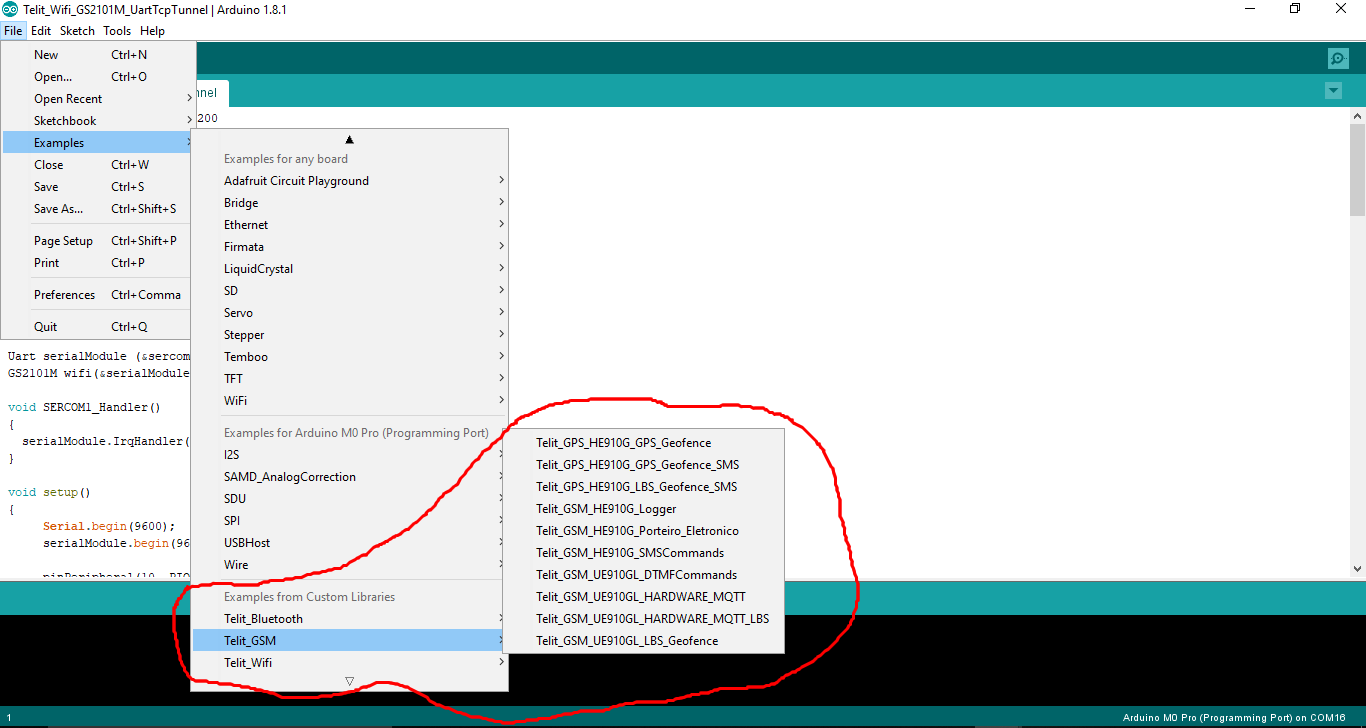 Telit_Wifi_GS2101M_UartTcpTunnel | Arduino 1.8.1
File Edit Sketch Tools Help
New Ctrl+N
Open... Ctrl+O
Open Recent
Sketchbook
Examples
Close Ctrl+W
Save Ctrl+S
Save As... Ctrl+Shift+S
Page Setup Ctrl+Shift+P
Print Ctrl+P
Preferences Ctrl+Comma
Quit Ctrl+Q
nnel
200
Examples for any board
Adafruit Circuit Playground
Bridge
Ethernet
Firmata
LiquidCrystal
SD
Servo
Stepper
Temboo
TFT
WiFi
Examples for Arduino M0 Pro (Programming Port)
I2S
SAMD_AnalogCorrection
SDU
SPI
USBHost
Wire
Examples from Custom Libraries
Telit_Bluetooth
Telit_GSM
Telit_Wifi
Telit_GPS_HE910G_GPS_Geofence
Telit_GPS_HE910G_GPS_Geofence_SMS
Telit_GPS_HE910G_LBS_Geofence_SMS
Telit_GSM_HE910G_Logger
Telit_GSM_HE910G_Porteiro_Eletronico
Telit_GSM_HE910G_SMSCommands
Telit_GSM_UE910GL_DTMFCommands
Telit_GSM_UE910GL_HARDWARE_MQTT
Telit_GSM_UE910GL_HARDWARE_MQTT_LBS
Telit_GSM_UE910GL_LBS_Geofence
Uart serialModule (&sercom
GS2101M wifi(&serialModule
void SERCOM1_Handler()
{
serialModule.IrqHandler(
}
void setup()
{
Serial.begin(9600);
serialModule.begin(96
1
Arduino M0 Pro (Programming Port) on COM16